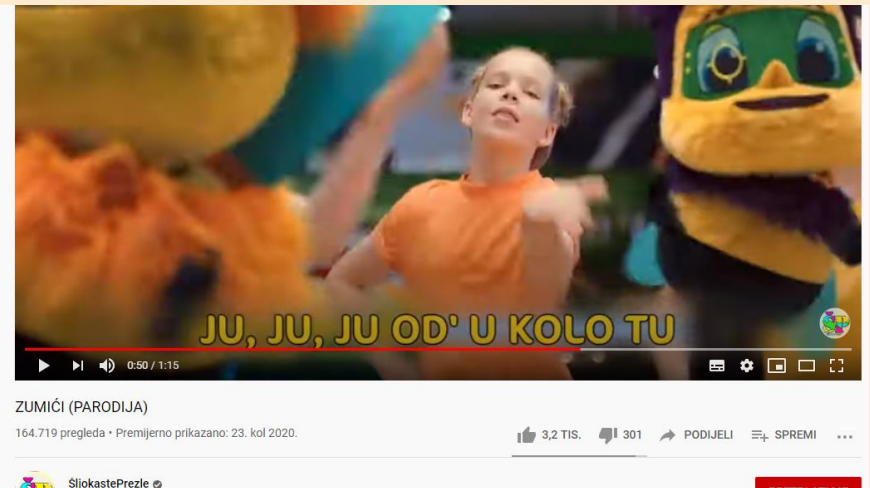 JU, JU, JU OD' U KOLO TU
0:50 / 1:15
ZUMIĆI (PARODIJA)
164.719 pregleda • Premijerno prikazano: 23. kol 2020.
3,2 TIS. 301 PODIJELI SPREMI
ŠljokastePrezle